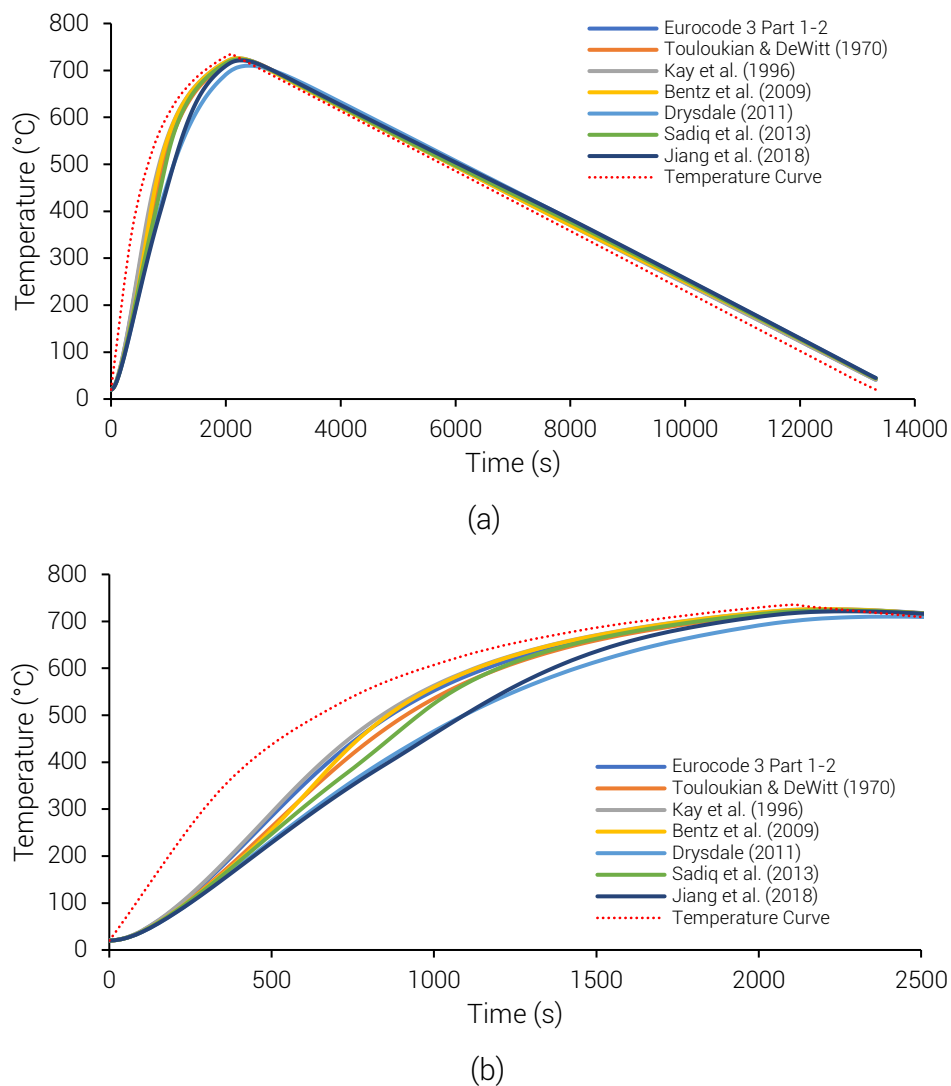 800
700
600
500
400
300
200
100
0
Temperature (°C)
Eurocode 3 Part 1-2
Touloukian & DeWitt (1970)
Kay et al. (1996)
Bentz et al. (2009)
Drysdale (2011)
Sadiq et al. (2013)
Jiang et al. (2018)
Temperature Curve
0 2000 4000 6000 8000 10000 12000 14000
Time (s)
(a)
800
700
600
500
400
300
200
100
0
Temperature (°C)
Eurocode 3 Part 1-2
Touloukian & DeWitt (1970)
Kay et al. (1996)
Bentz et al. (2009)
Drysdale (2011)
Sadiq et al. (2013)
Jiang et al. (2018)
Temperature Curve
0 500 1000 1500 2000 2500
Time (s)
(b)